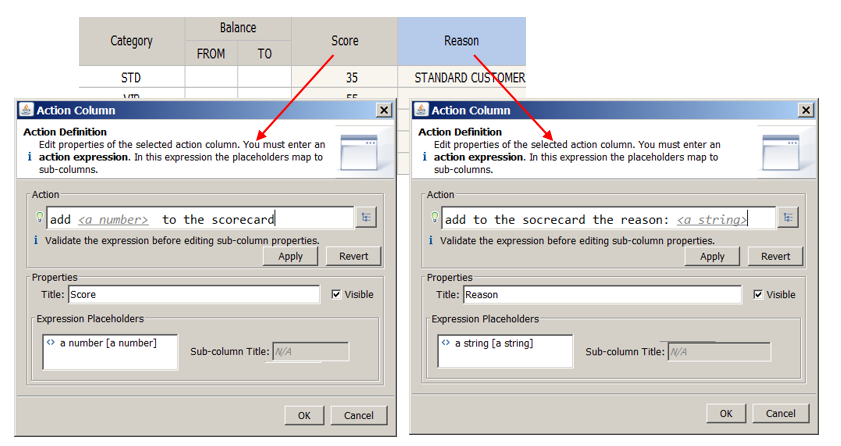 Category
Balance
FROM
TO
Score
Reason
STD
35
STANDARD CUSTOMER
VIP
55
Action Column
Action Definition
Edit properties of the selected action column. You must enter an
action expression. In this expression the placeholders map to
sub-columns.
Action
add <a number> to the scorecard
Validate the expression before editing sub-column properties.
Apply
Revert
Properties
Title: Score
Visible
Expression Placeholders
<> a number [a number]
Sub-column Title: N/A
OK
Cancel
Action Column
Action Definition
Edit properties of the selected action column. You must enter an
action expression. In this expression the placeholders map to
sub-columns.
Action
add to the socrecard the reason: <a string>
Validate the expression before editing sub-column properties.
Apply
Revert
Properties
Title: Reason
Visible
Expression Placeholders
<> a string [a string]
Sub-column Title: N/A
OK
Cancel